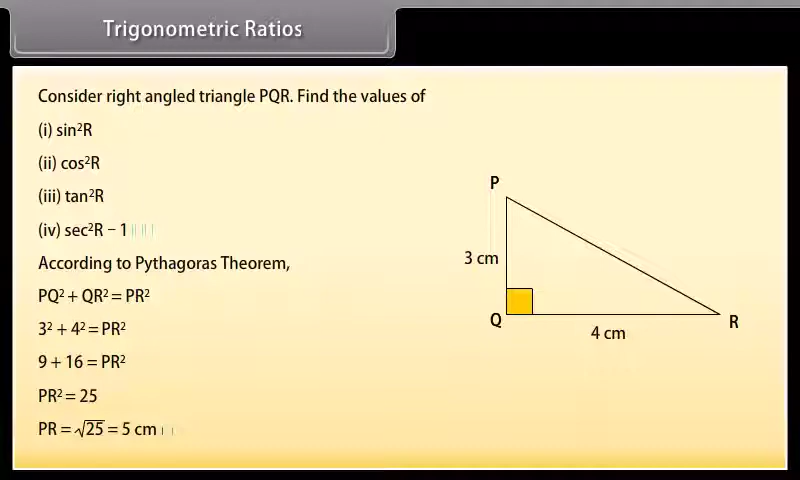 Trigonometric Ratios
Consider right angled triangle PQR. Find the values of
(i) sin²R
(ii) cos²R
(iii) tan²R
(iv) sec²R − 1
According to Pythagoras Theorem,
PQ² + QR² = PR²
3² + 4² = PR²
9 + 16 = PR²
PR² = 25
PR = √25 = 5 cm
P
3 cm
Q
R
4 cm